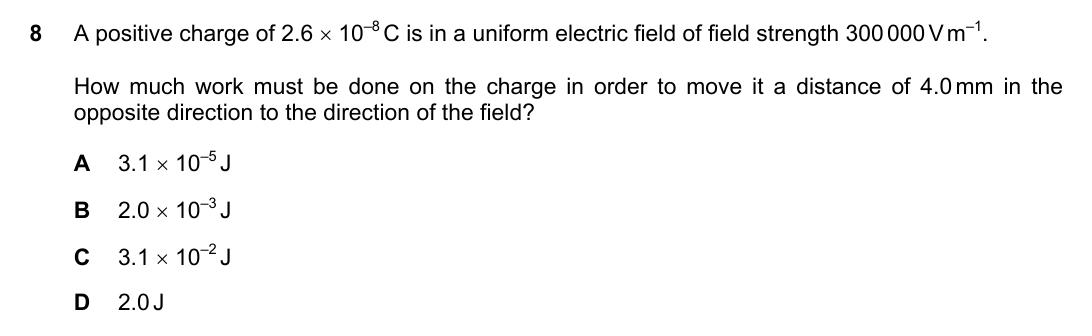 8 A positive charge of 2.6 × 10⁻⁸ C is in a uniform electric field of field strength 300 000 V m⁻¹.
How much work must be done on the charge in order to move it a distance of 4.0 mm in the
opposite direction to the direction of the field?
A 3.1 × 10⁻⁵ J
B 2.0 × 10⁻³ J
C 3.1 × 10⁻² J
D 2.0 J